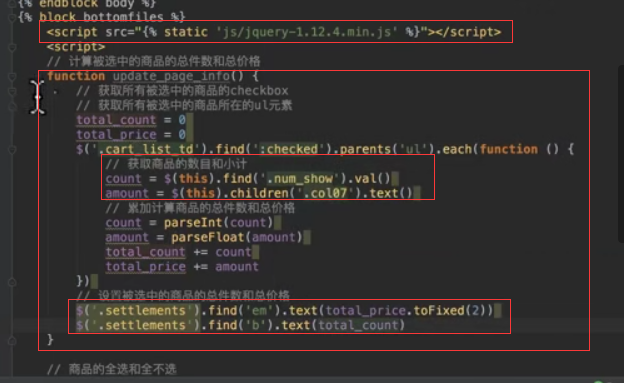 {% endblock body %}
{% block bottomfiles %}
<script src="{% static 'js/jquery-1.12.4.min.js' %}"></script>
<script>
// 计算被选中的商品的总件数和总价格
function update_page_info() {
// 获取所有被选中的商品的checkbox
// 获取所有被选中的商品所在的ul元素
total_count = 0
total_price = 0
$('.cart_list_td').find(':checked').parents('ul').each(function () {
// 获取商品的数目和小计
count = $(this).find('.num_show').val()
amount = $(this).children('.col07').text()
// 累加计算商品的总件数和总价格
count = parseInt(count)
amount = parseFloat(amount)
total_count += count
total_price += amount
})
// 设置被选中的商品的总件数和总价格
$('.settlements').find('em').text(total_price.toFixed(2))
$('.settlements').find('b').text(total_count)
}
// 商品的全选和全不选